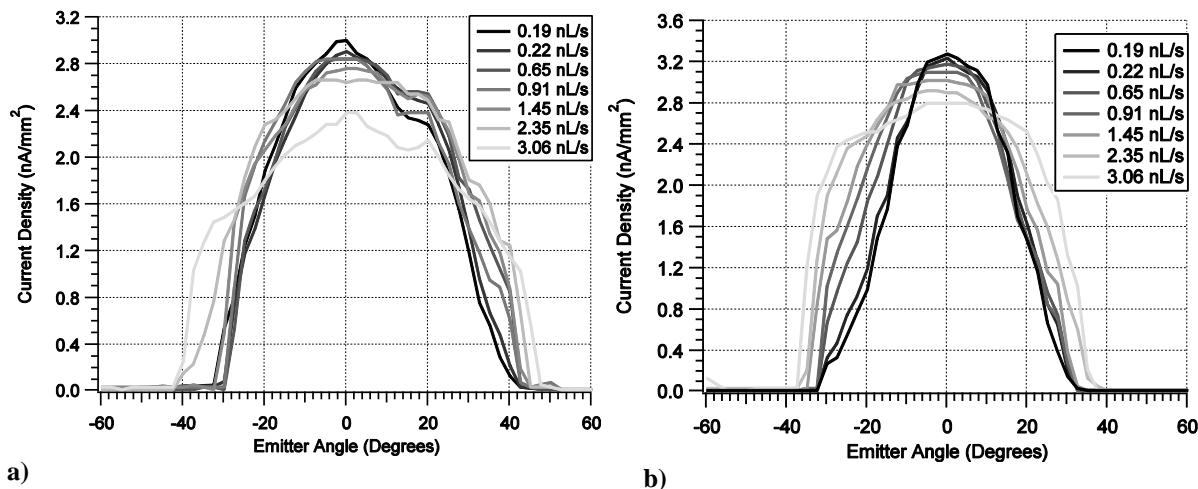 3.2
2.8
2.4
2.0
1.6
1.2
0.8
0.4
0.0
Current Density (nA/mm²)
-60 -40 -20 0 20 40 60
Emitter Angle (Degrees)
0.19 nL/s
0.22 nL/s
0.65 nL/s
0.91 nL/s
1.45 nL/s
2.35 nL/s
3.06 nL/s
a)
3.6
3.2
2.8
2.4
2.0
1.6
3.2
0.8
0.4
0.0
Current Density (nA/mm²)
-60 -40 -20 0 20 40 60
Emitter Angle (Degrees)
0.19 nL/s
0.22 nL/s
0.65 nL/s
0.91 nL/s
1.45 nL/s
2.35 nL/s
3.06 nL/s
b)